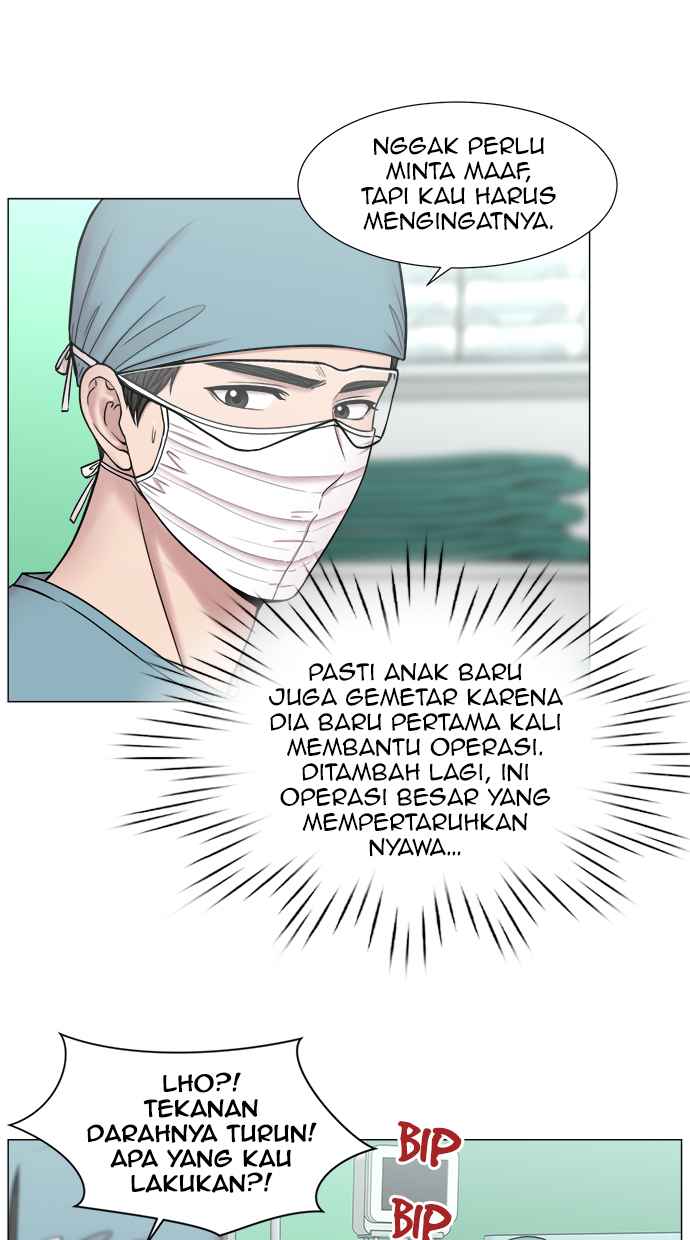 NGGAK PERLU
MINTA MAAF,
TAPI KAU HARUS
MENGINGATNYA.
PASTI ANAK BARU
JUGA GEMETAR KARENA
DIA BARU PERTAMA KALI
MEMBANTU OPERASI.
DITAMBAH LAGI, INI
OPERASI BESAR YANG
MEMPERTARUHKAN
NYAWA...
LHO?!
TEKANAN
DARAHNYA TURUN!
APA YANG KAU
LAKUKAN?!
BIP
BIP